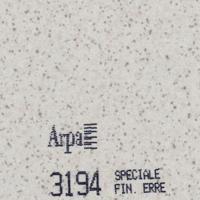 Arpa
3194 SPECIALE
FIN. ERRE